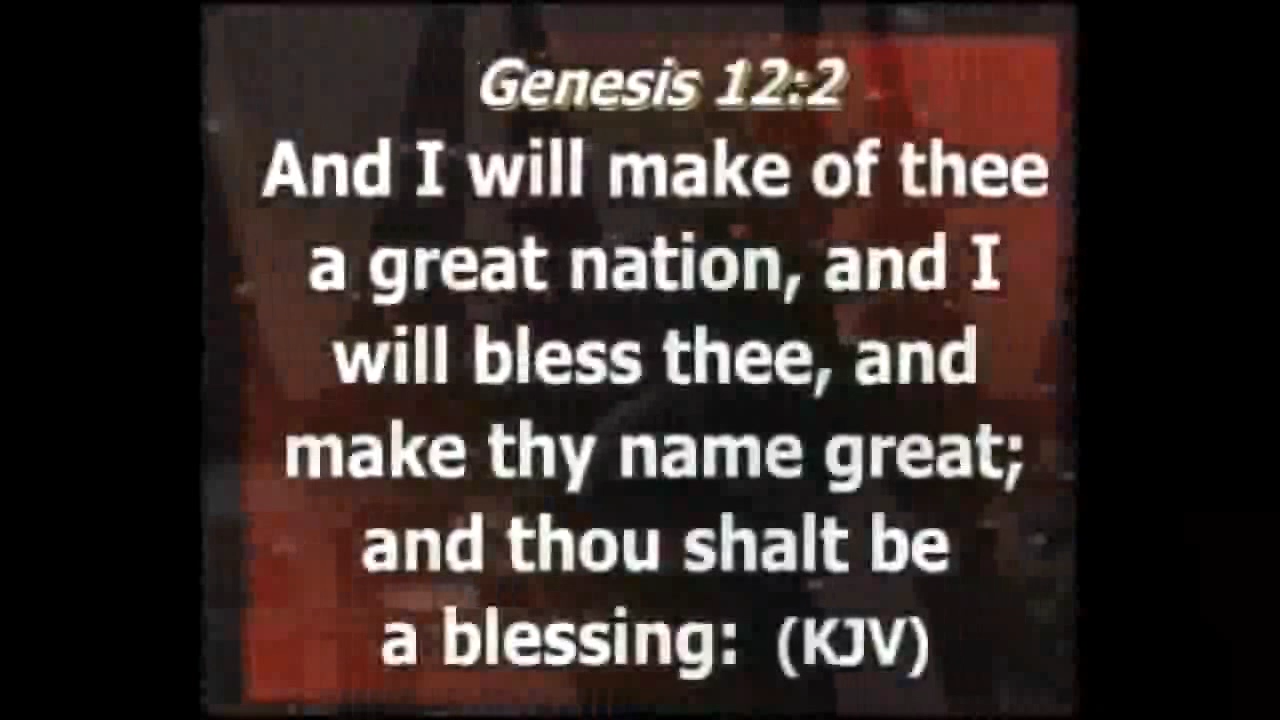 Genesis 12:2
And I will make of thee
a great nation, and I
will bless thee, and
make thy name great;
and thou shalt be
a blessing: (KJV)